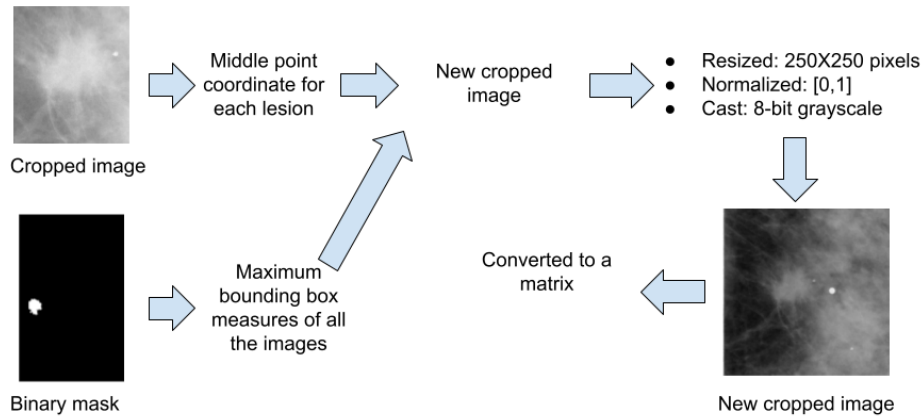 Middle point
coordinate for
each lesion
New cropped
image
● Resized: 250X250 pixels
● Normalized: [0,1]
● Cast: 8-bit grayscale
Cropped image
Maximum
bounding box
measures of all
the images
Converted to a
matrix
Binary mask
New cropped image